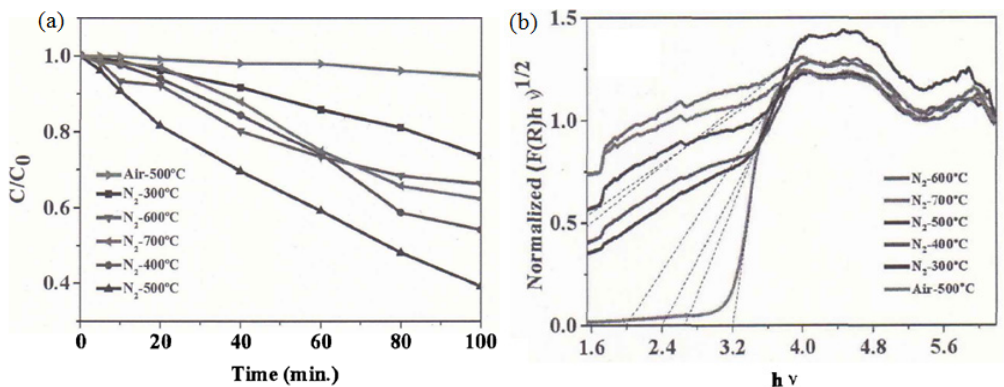 (a)
1.0
0.8
0.6
0.4
C/C₀
Air-500°C
N₂-300°C
N₂-600°C
N₂-700°C
N₂-400°C
N₂-500°C
0 20 40 60 80 100
Time (min.)
(b)
1.5
1.0
0.5
0.0
Normalized (F(R)h ν)^1/2
N₂-600°C
N₂-700°C
N₂-500°C
N₂-400°C
N₂-300°C
Air-500°C
1.6 2.4 3.2 4.0 4.8 5.6
h ν